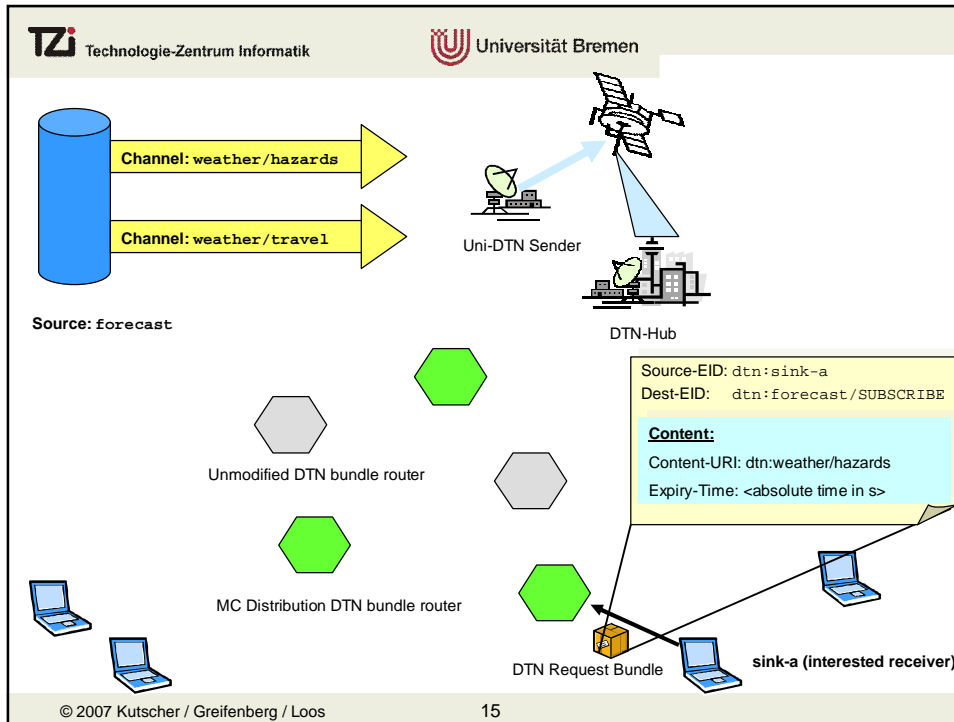 TZi Technologie-Zentrum Informatik
Universität Bremen
Channel: weather/hazards
Channel: weather/travel
Source: forecast
Uni-DTN Sender
DTN-Hub
Source-EID: dtn:sink-a
Dest-EID: dtn:forecast/SUBSCRIBE
Content:
Content-URI: dtn:weather/hazards
Expiry-Time: <absolute time in s>
Unmodified DTN bundle router
MC Distribution DTN bundle router
DTN Request Bundle
sink-a (interested receiver)
© 2007 Kutscher / Greifenberg / Loos
15